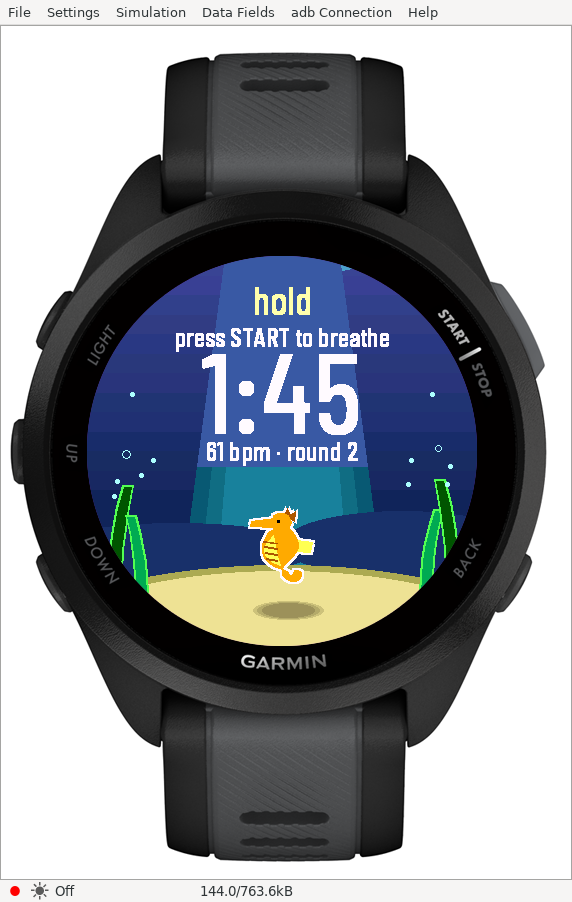 File Settings Simulation Data Fields adb Connection Help
hold
press START to breathe
1:45
61 bpm · round 2
LIGHT
UP
DOWN
START
STOP
BACK
GARMIN
Off 144.0/763.6kB